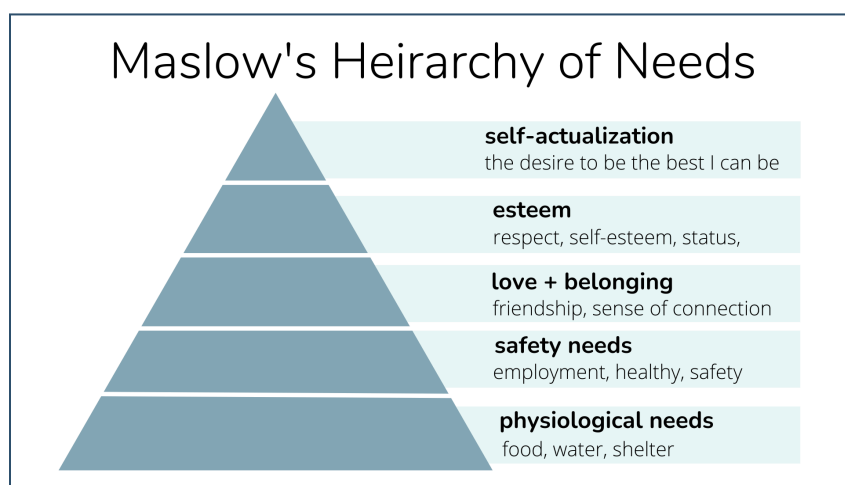 Maslow's Heirarchy of Needs
self-actualization
the desire to be the best I can be
esteem
respect, self-esteem, status,
love + belonging
friendship, sense of connection
safety needs
employment, healthy, safety
physiological needs
food, water, shelter